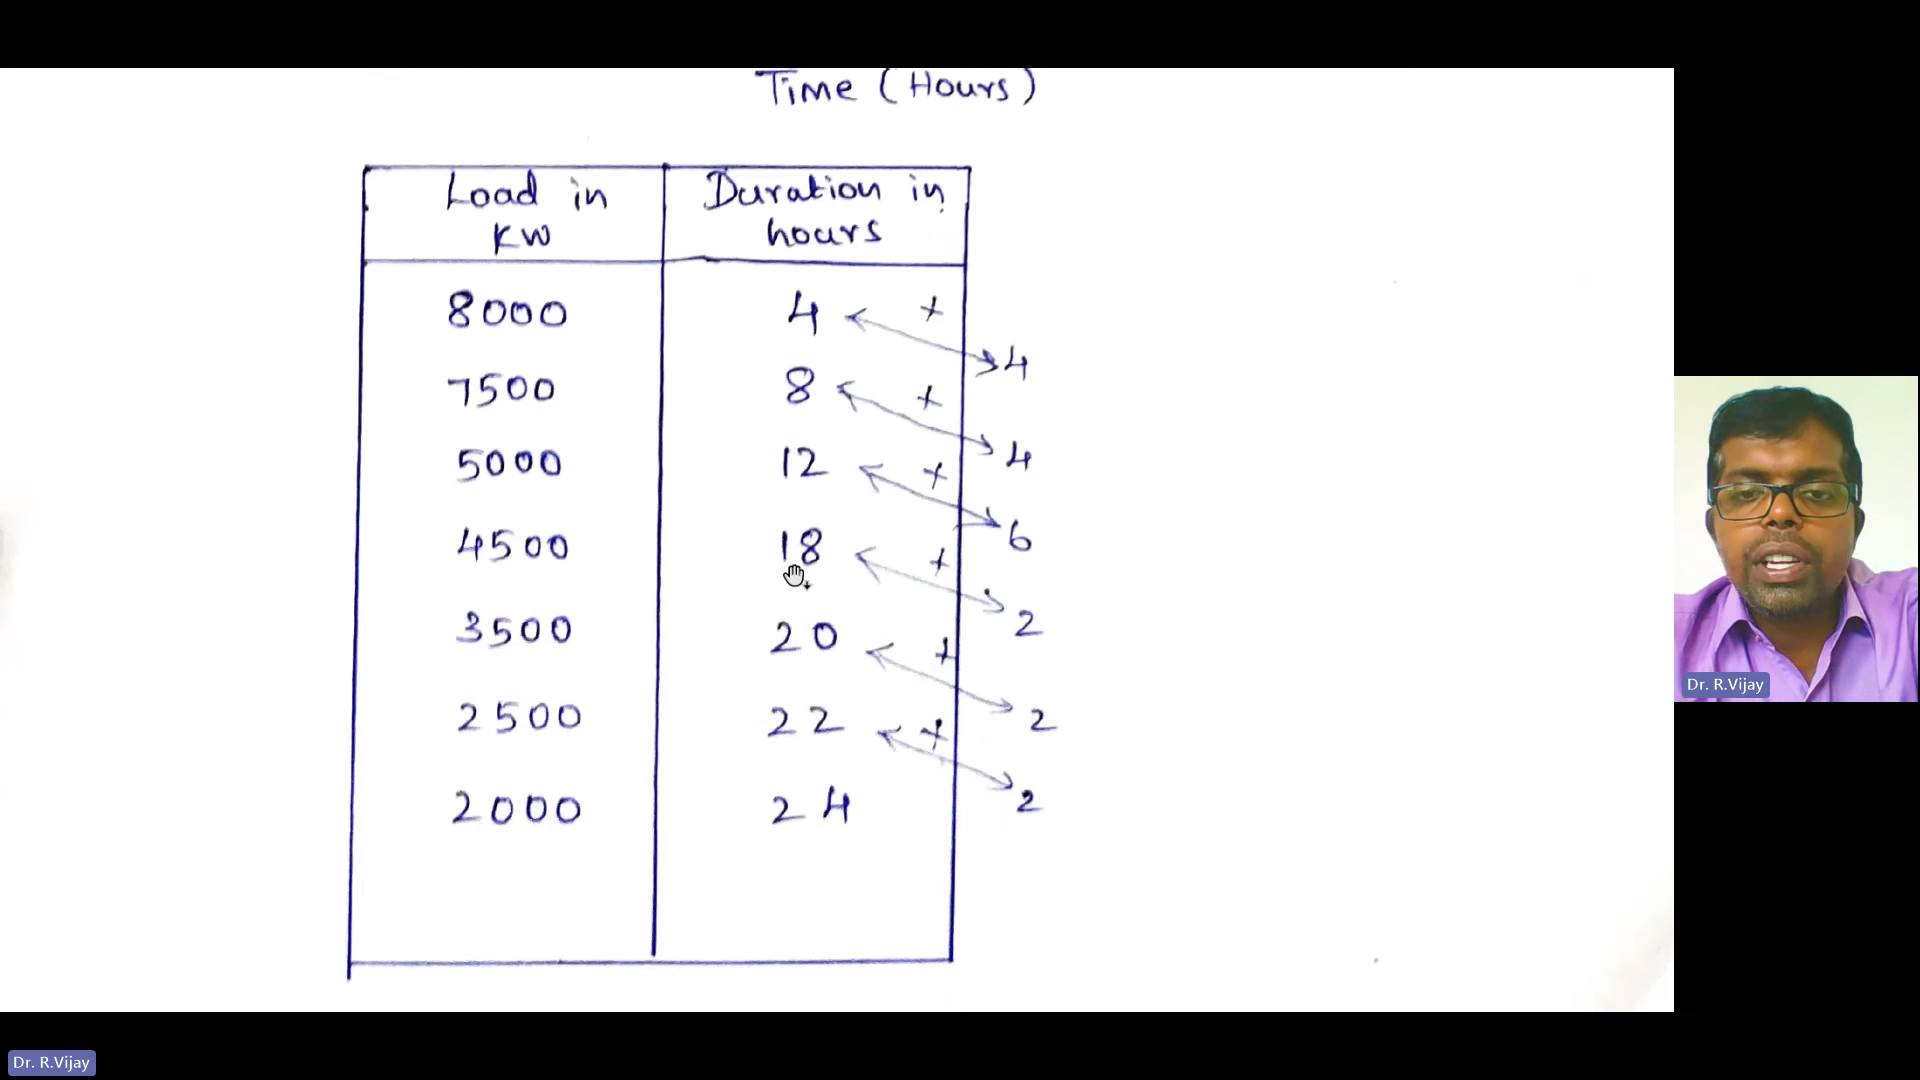 Time (Hours)
Load in KW	Duration in hours
8000	4 +
4
7500	8 +
4
5000	12 +
6
4500	18 +
2
3500	20 +
2
2500	22 +
2
2000	24
Dr. R.Vijay
Dr. R.Vijay